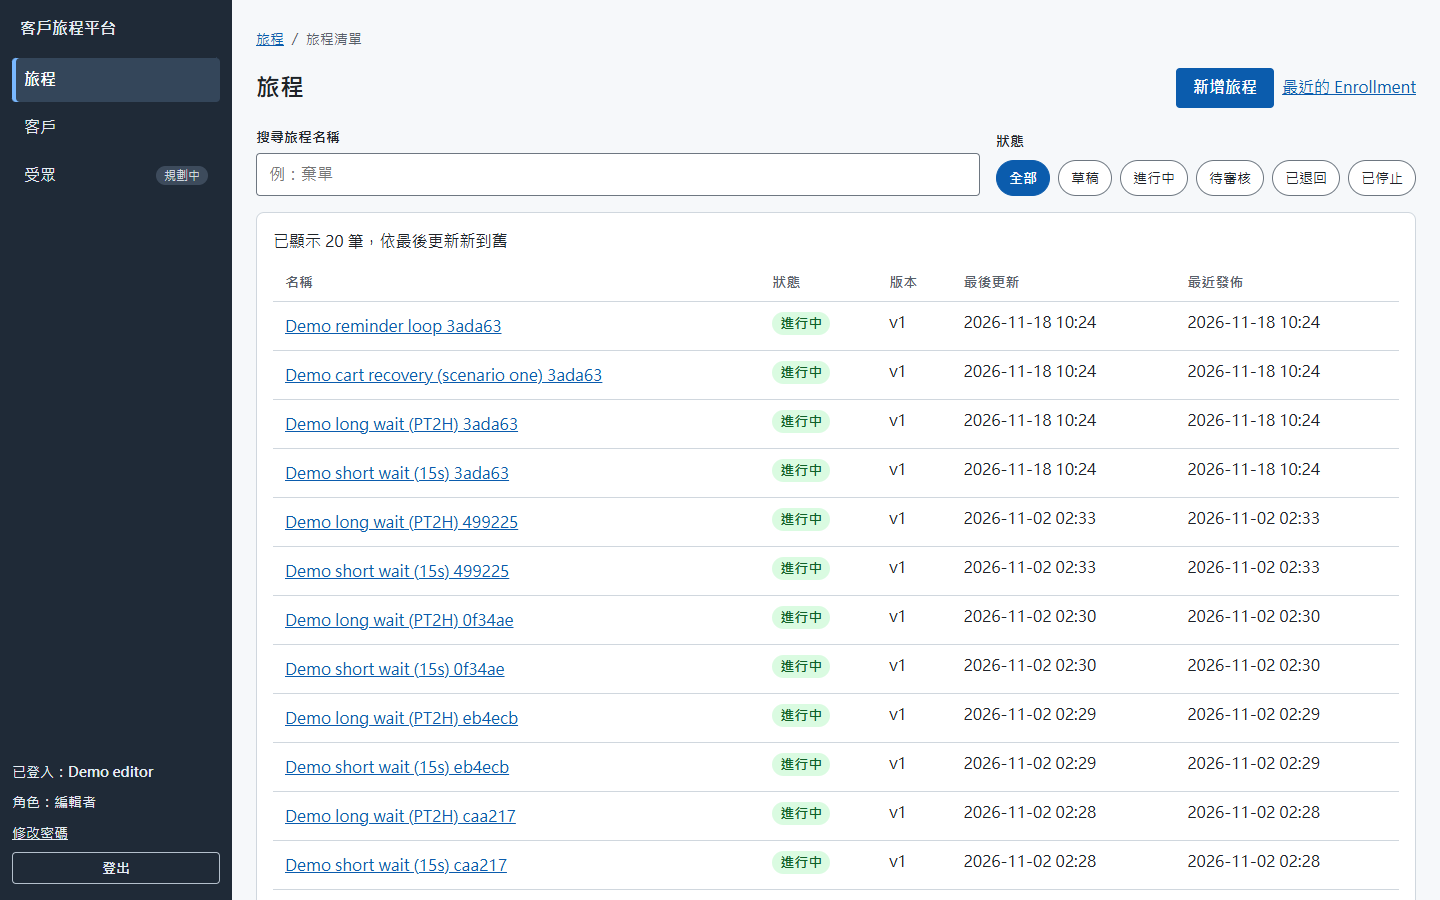 客戶旅程平台
旅程
客戶
受眾 規劃中
已登入：Demo editor
角色：編輯者
修改密碼
登出
旅程 / 旅程清單
旅程
新增旅程 最近的 Enrollment
搜尋旅程名稱
例：棄單
狀態
全部 草稿 進行中 待審核 已退回 已停止
已顯示 20 筆，依最後更新新到舊
名稱 狀態 版本 最後更新 最近發佈
Demo reminder loop 3ada63 進行中 v1 2026-11-18 10:24 2026-11-18 10:24
Demo cart recovery (scenario one) 3ada63 進行中 v1 2026-11-18 10:24 2026-11-18 10:24
Demo long wait (PT2H) 3ada63 進行中 v1 2026-11-18 10:24 2026-11-18 10:24
Demo short wait (15s) 3ada63 進行中 v1 2026-11-18 10:24 2026-11-18 10:24
Demo long wait (PT2H) 499225 進行中 v1 2026-11-02 02:33 2026-11-02 02:33
Demo short wait (15s) 499225 進行中 v1 2026-11-02 02:33 2026-11-02 02:33
Demo long wait (PT2H) 0f34ae 進行中 v1 2026-11-02 02:30 2026-11-02 02:30
Demo short wait (15s) 0f34ae 進行中 v1 2026-11-02 02:30 2026-11-02 02:30
Demo long wait (PT2H) eb4ecb 進行中 v1 2026-11-02 02:29 2026-11-02 02:29
Demo short wait (15s) eb4ecb 進行中 v1 2026-11-02 02:29 2026-11-02 02:29
Demo long wait (PT2H) caa217 進行中 v1 2026-11-02 02:28 2026-11-02 02:28
Demo short wait (15s) caa217 進行中 v1 2026-11-02 02:28 2026-11-02 02:28